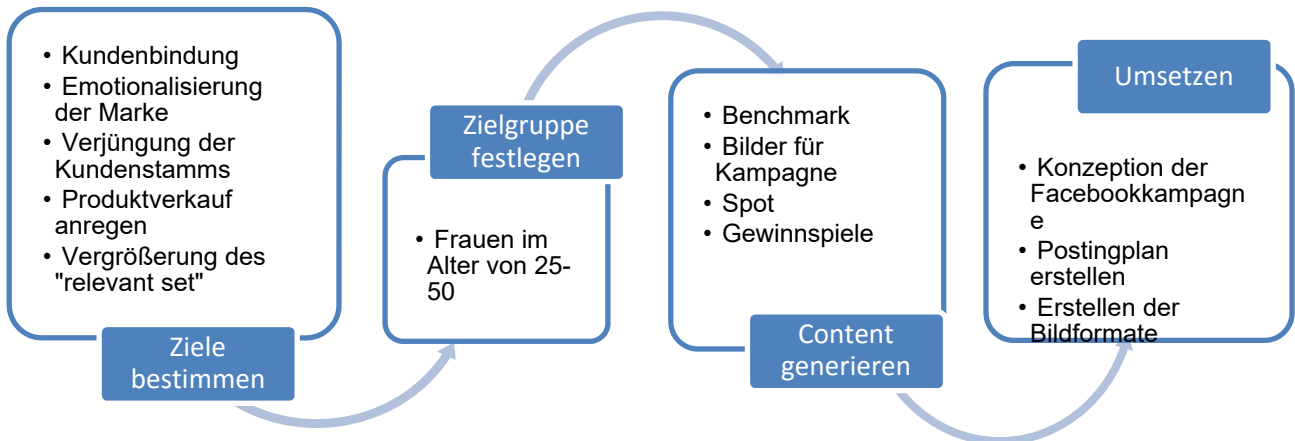 • Kundenbindung
• Emotionalisierung
der Marke
• Verjüngung der
Kundenstamms
• Produktverkauf
anregen
• Vergrößerung des
"relevant set"
Ziele
bestimmen
Zielgruppe
festlegen
• Frauen im
Alter von 25-
50
• Benchmark
• Bilder für
Kampagne
• Spot
• Gewinnspiele
Content
generieren
Umsetzen
• Konzeption der
Facebookkampagn
e
• Postingplan
erstellen
• Erstellen der
Bildformate